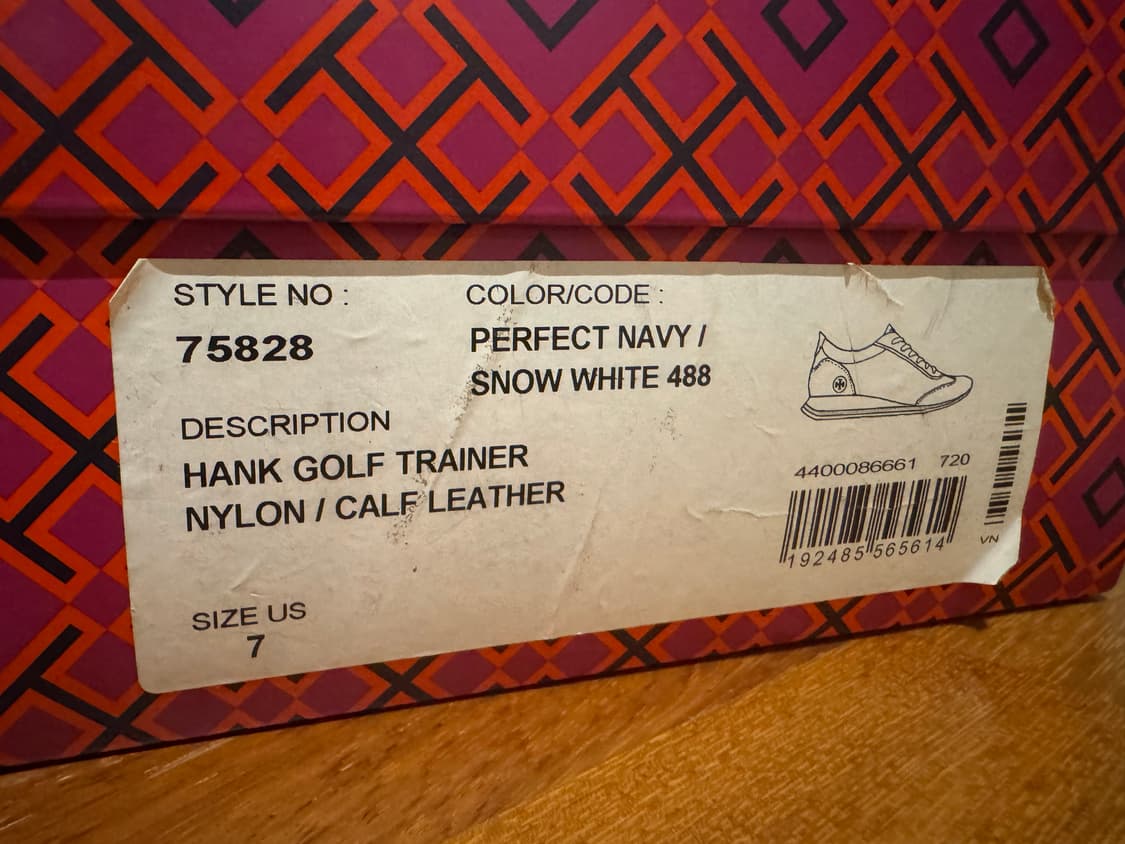 STYLE NO :
75828
COLOR/CODE :
PERFECT NAVY /
SNOW WHITE 488
DESCRIPTION
HANK GOLF TRAINER
NYLON / CALF LEATHER
SIZE US
7
4400086661 720
192485 565614
VN